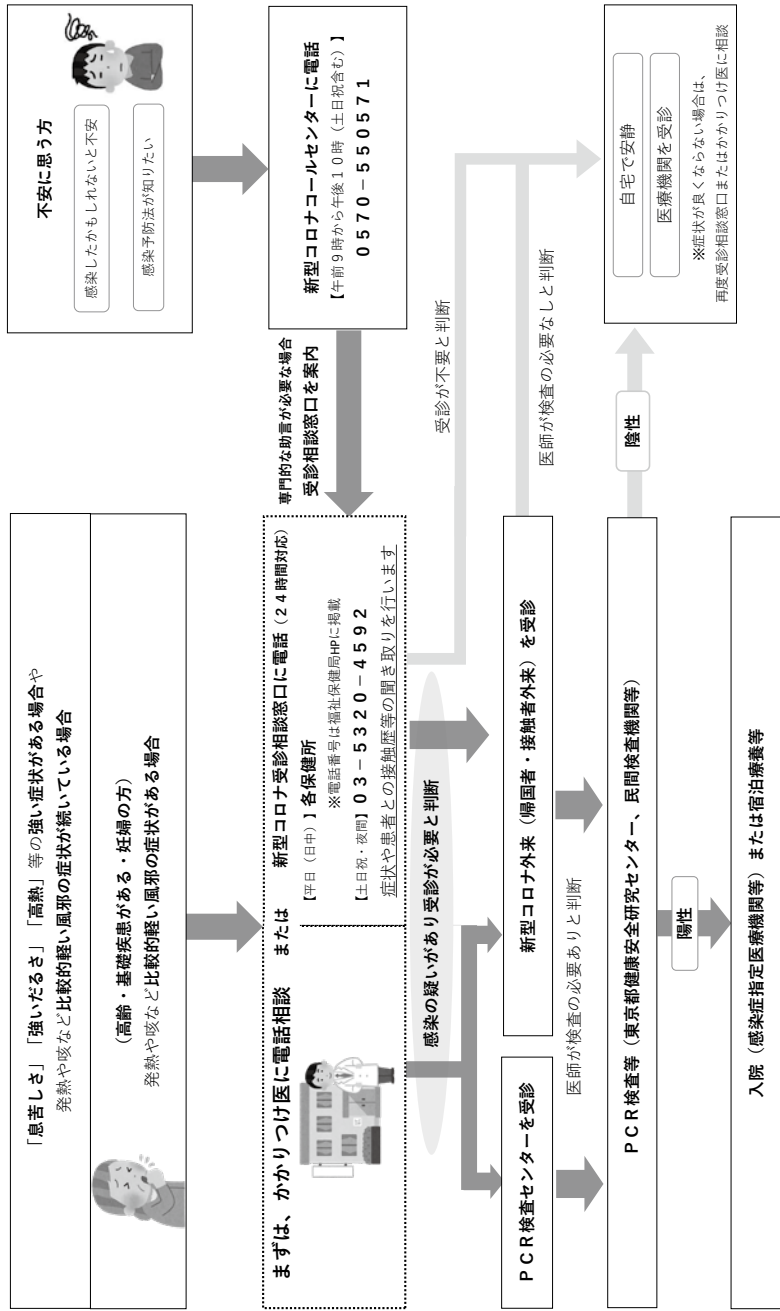 「息苦しさ」「強いだるさ」「高熱」等の強い症状がある場合や
発熱や咳など比較的軽い風邪の症状が続いている場合
(高齢・基礎疾患がある・妊婦の方)
発熱や咳など比較的軽い風邪の症状がある場合
不安に思う方
感染したかもしれないと不安
感染予防法が知りたい
まずは、かかりつけ医に電話相談 または 新型コロナ受診相談窓口に電話(24時間対応)
【平日(日中)】各保健所
※電話番号は福祉保健局HPに掲載
【土日祝・夜間】03-5320-4592
症状や患者との接触歴等の聞き取りを行います
専門的な助言が必要な場合
受診相談窓口を案内
新型コロナコールセンターに電話
【午前9時から午後10時(土日祝含む)】
0570-550571
感染の疑いがあり受診が必要と判断
受診が不要と判断
PCR検査センターを受診
新型コロナ外来(帰国者・接触者外来)を受診
医師が検査の必要なしと判断
医師が検査の必要ありと判断
PCR検査等(東京都健康安全研究センター、民間検査機関等)
陰性
自宅で安静
医療機関を受診
※症状が良くならない場合は、
再度受診相談窓口またはかかりつけ医に相談
陽性
入院(感染症指定医療機関等)または宿泊療養等